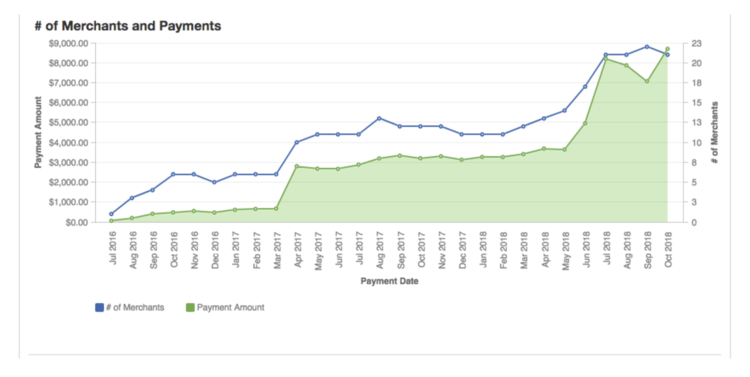 # of Merchants and Payments
$9,000.00
$8,000.00
$7,000.00
$6,000.00
$5,000.00
$4,000.00
$3,000.00
$2,000.00
$1,000.00
$0.00
Payment Amount
23
20
18
15
13
10
8
5
3
0
# of Merchants
Jul 2016
Aug 2016
Sep 2016
Oct 2016
Nov 2016
Dec 2016
Jan 2017
Feb 2017
Mar 2017
Apr 2017
May 2017
Jun 2017
Jul 2017
Aug 2017
Sep 2017
Oct 2017
Nov 2017
Dec 2017
Jan 2018
Feb 2018
Mar 2018
Apr 2018
May 2018
Jun 2018
Jul 2018
Aug 2018
Sep 2018
Oct 2018
Payment Date
# of Merchants
Payment Amount